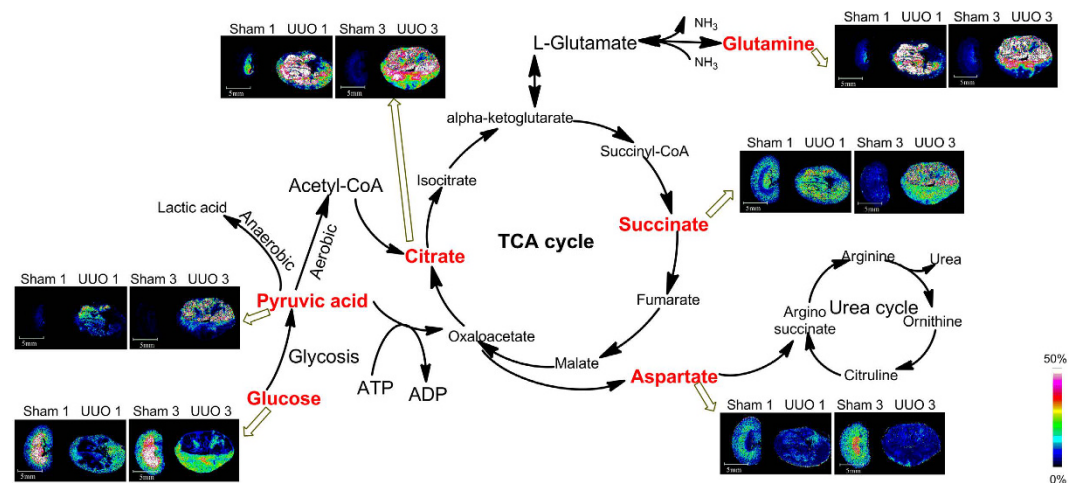 Sham 1 UUO 1 Sham 3 UUO 3
5mm 5mm
NH3
L-Glutamate
Glutamine
NH3
Sham 1 UUO 1 Sham 3 UUO 3
5mm 5mm
alpha-ketoglutarate
Succinyl-CoA
Sham 1 UUO 1 Sham 3 UUO 3
5mm 5mm
Isocitrate
Acetyl-CoA
Lactic acid
Anaerobic
Aerobic
Citrate
TCA cycle
Succinate
Sham 1 UUO 1 Sham 3 UUO 3
5mm 5mm
Pyruvic acid
Fumarate
Arginine
Urea
Argino
succinate
Urea cycle
Ornithine
Oxaloacetate
Glycosis
Malate
Citruline
ATP
ADP
Aspartate
Glucose
Sham 1 UUO 1 Sham 3 UUO 3
5mm 5mm
Sham 1 UUO 1 Sham 3 UUO 3
5mm 5mm
50%
0%